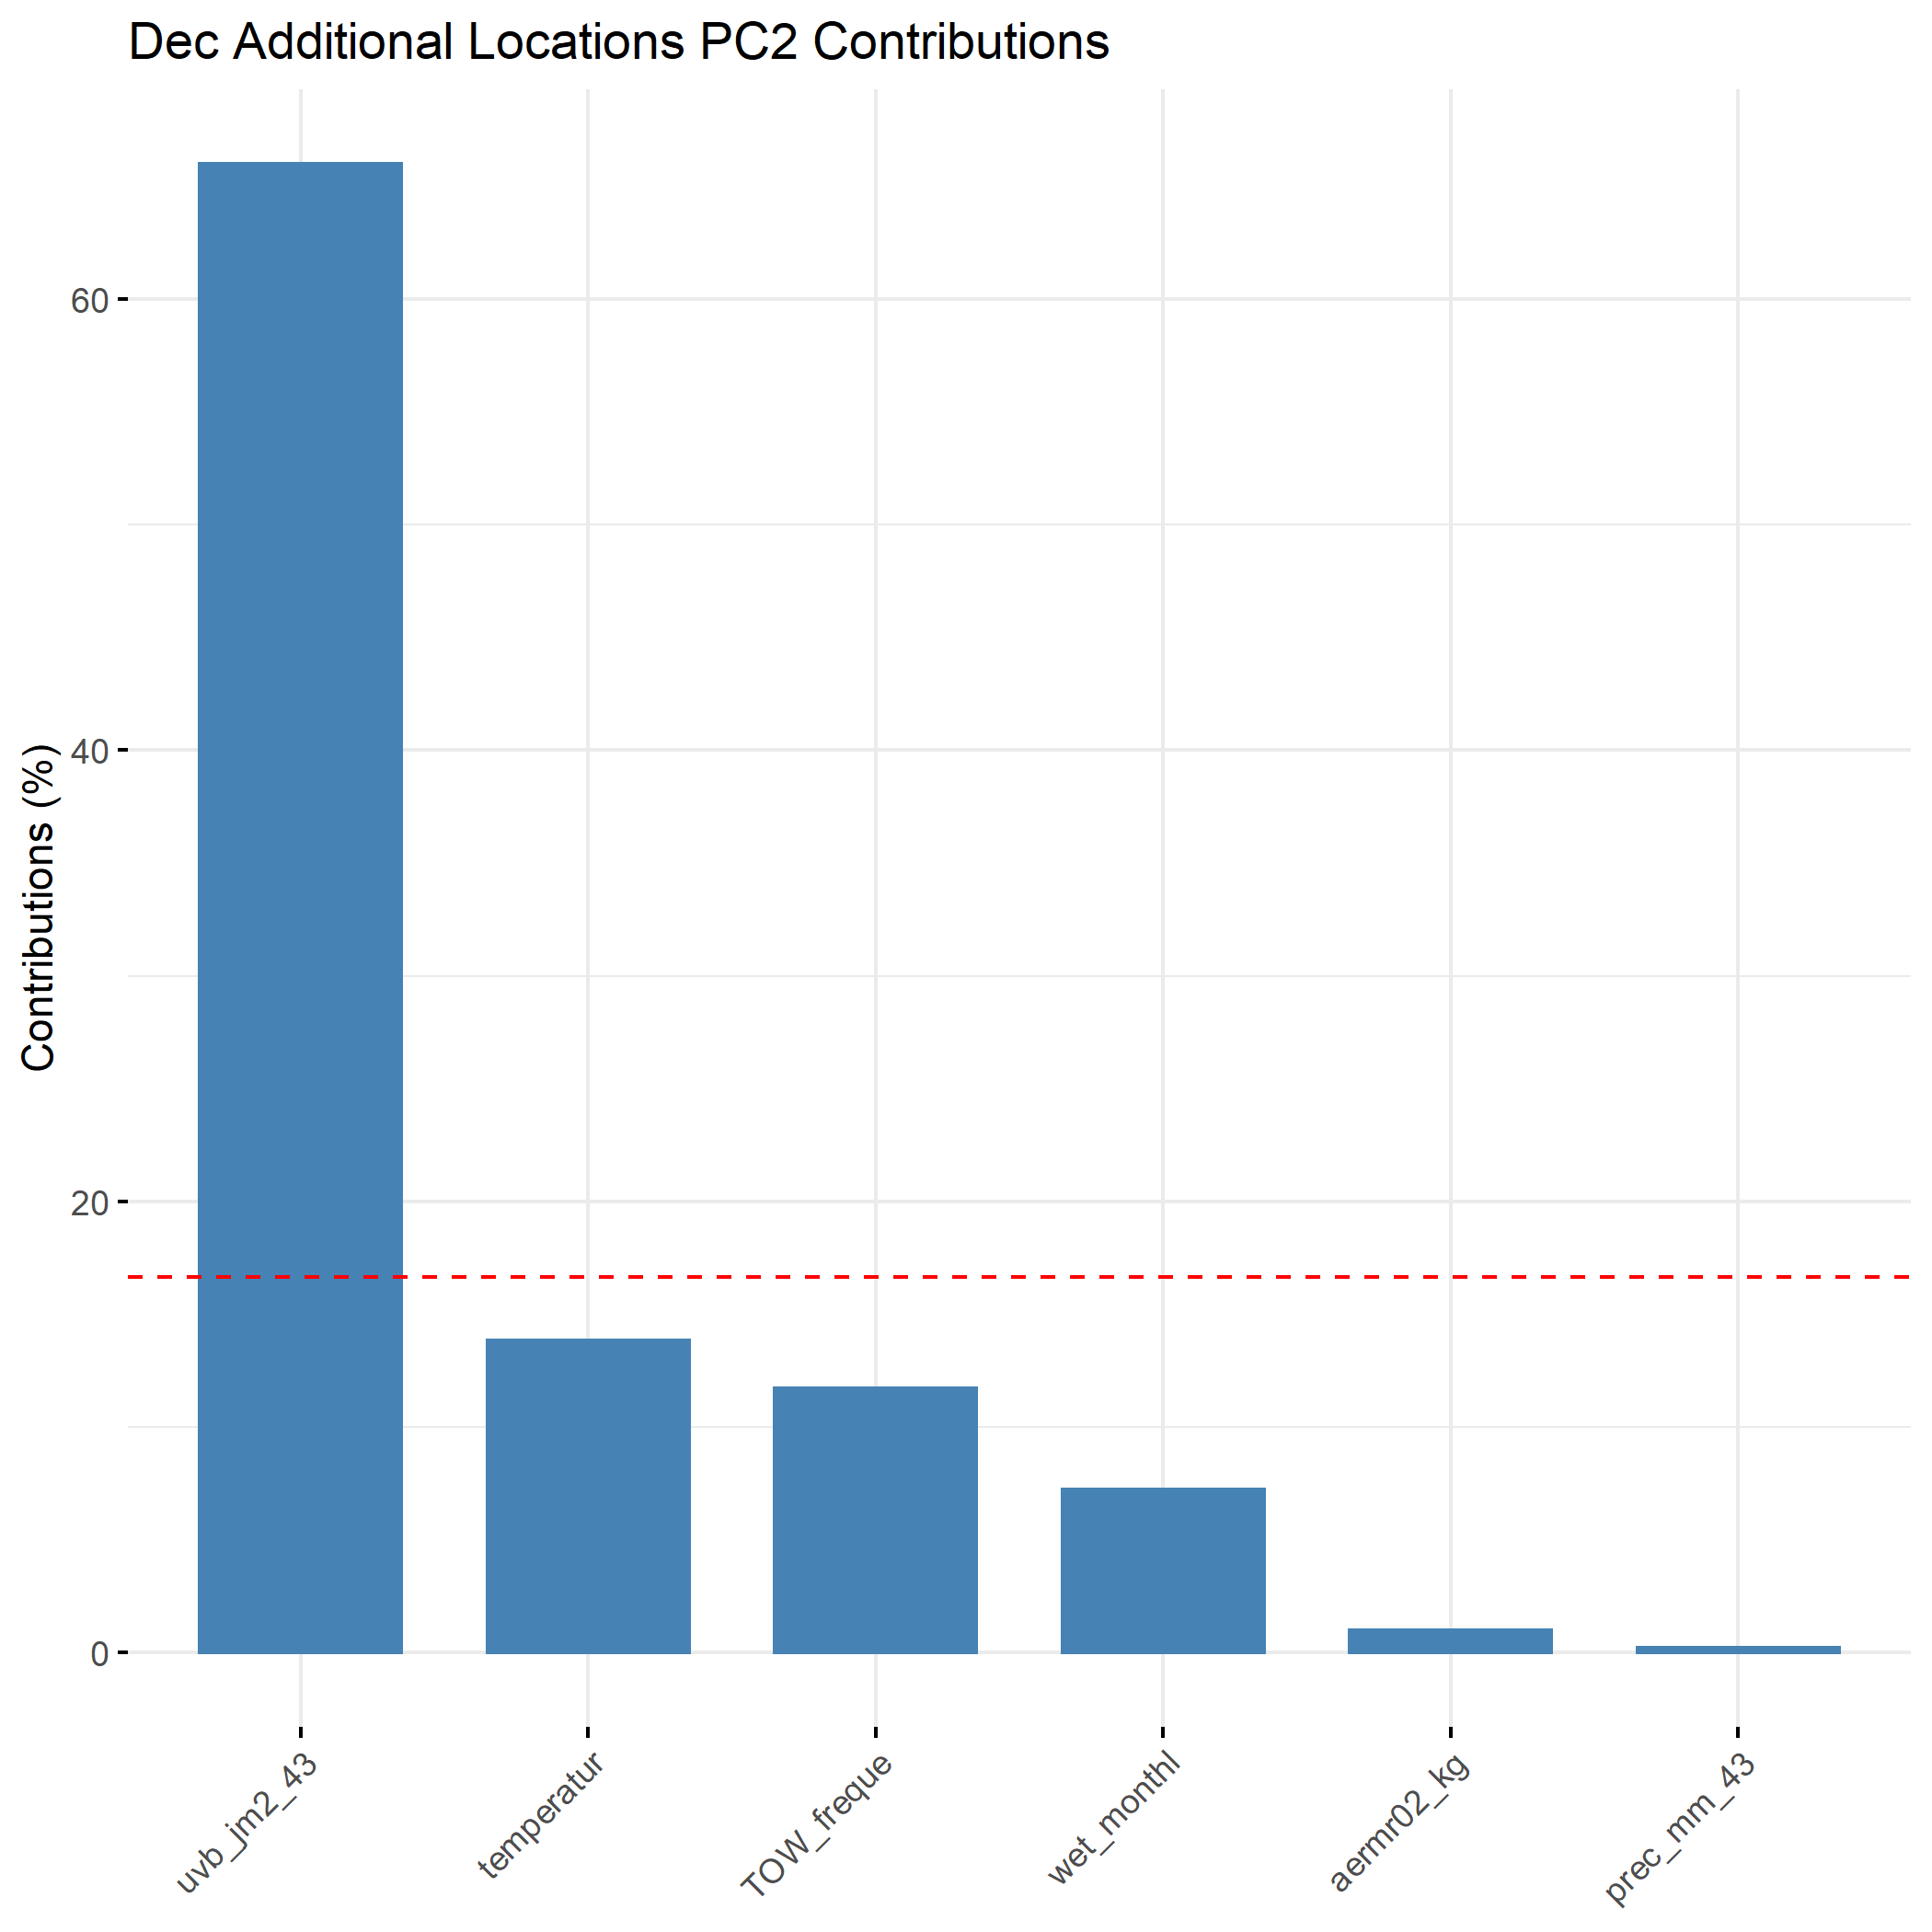 Dec Additional Locations PC2 Contributions
Contributions (%)
60
40
20
0
uvb_jm2_43
temperatur
TOW_freque
wet_monthl
aermr02_kg
prec_mm_43